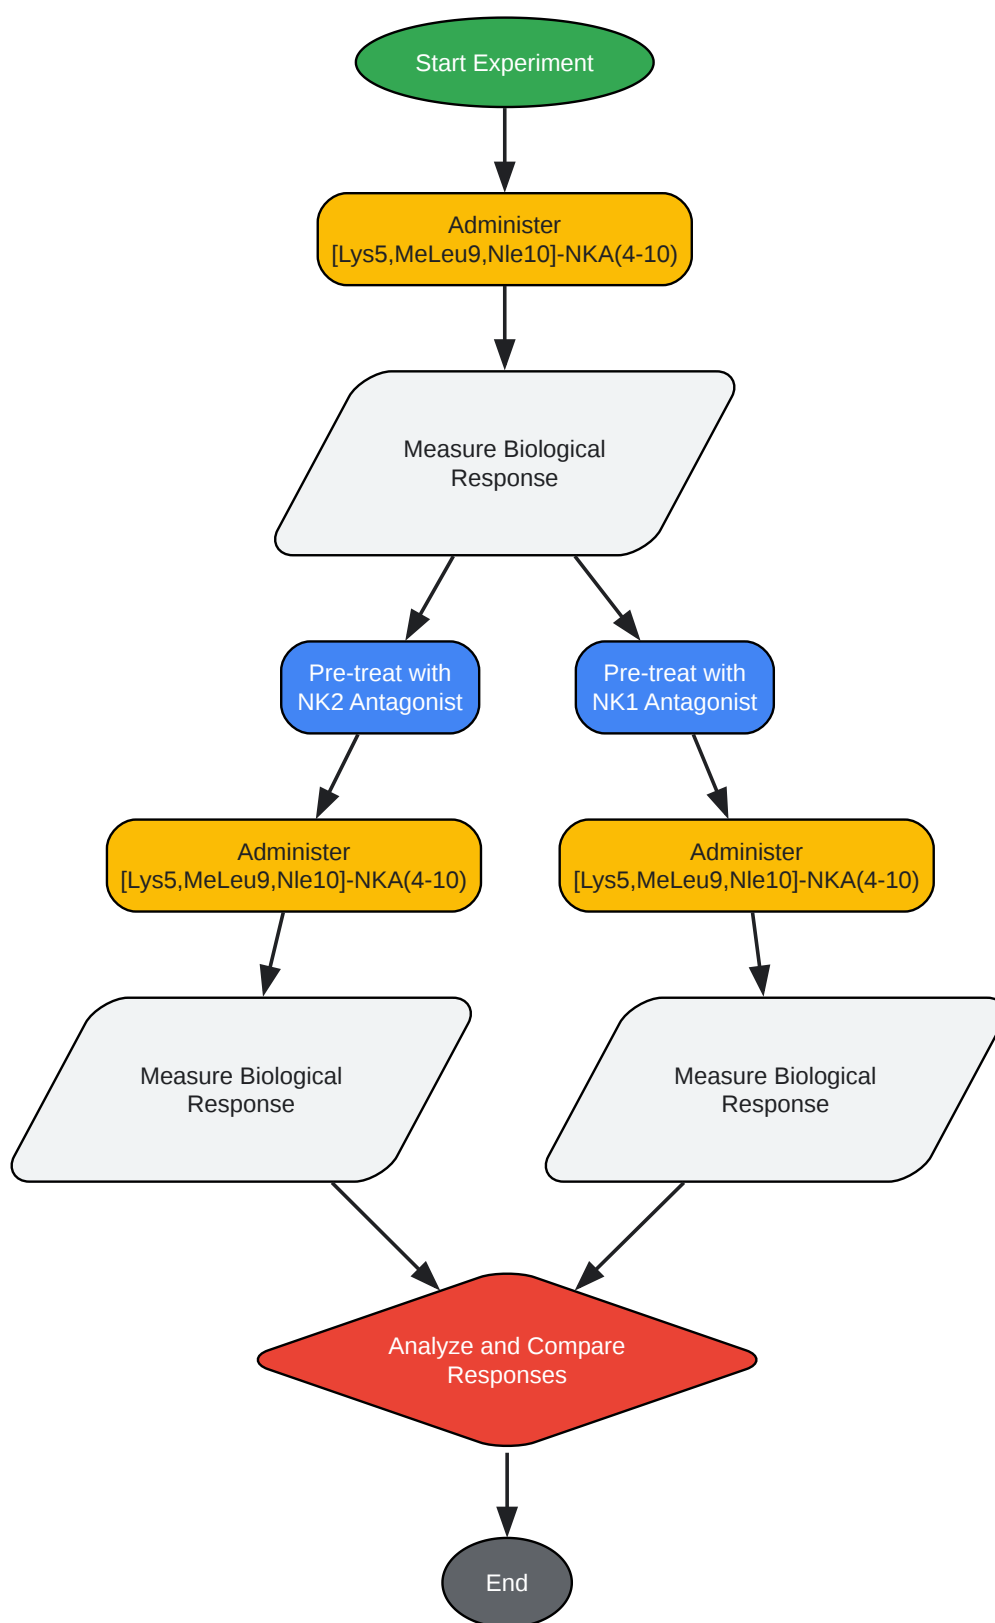 Start Experiment
Administer
[Lys5,MeLeu9,Nle10]-NKA(4-10)
Measure Biological
Response
Pre-treat with
NK2 Antagonist
Pre-treat with
NK1 Antagonist
Administer
[Lys5,MeLeu9,Nle10]-NKA(4-10)
Administer
[Lys5,MeLeu9,Nle10]-NKA(4-10)
Measure Biological
Response
Measure Biological
Response
Analyze and Compare
Responses
End